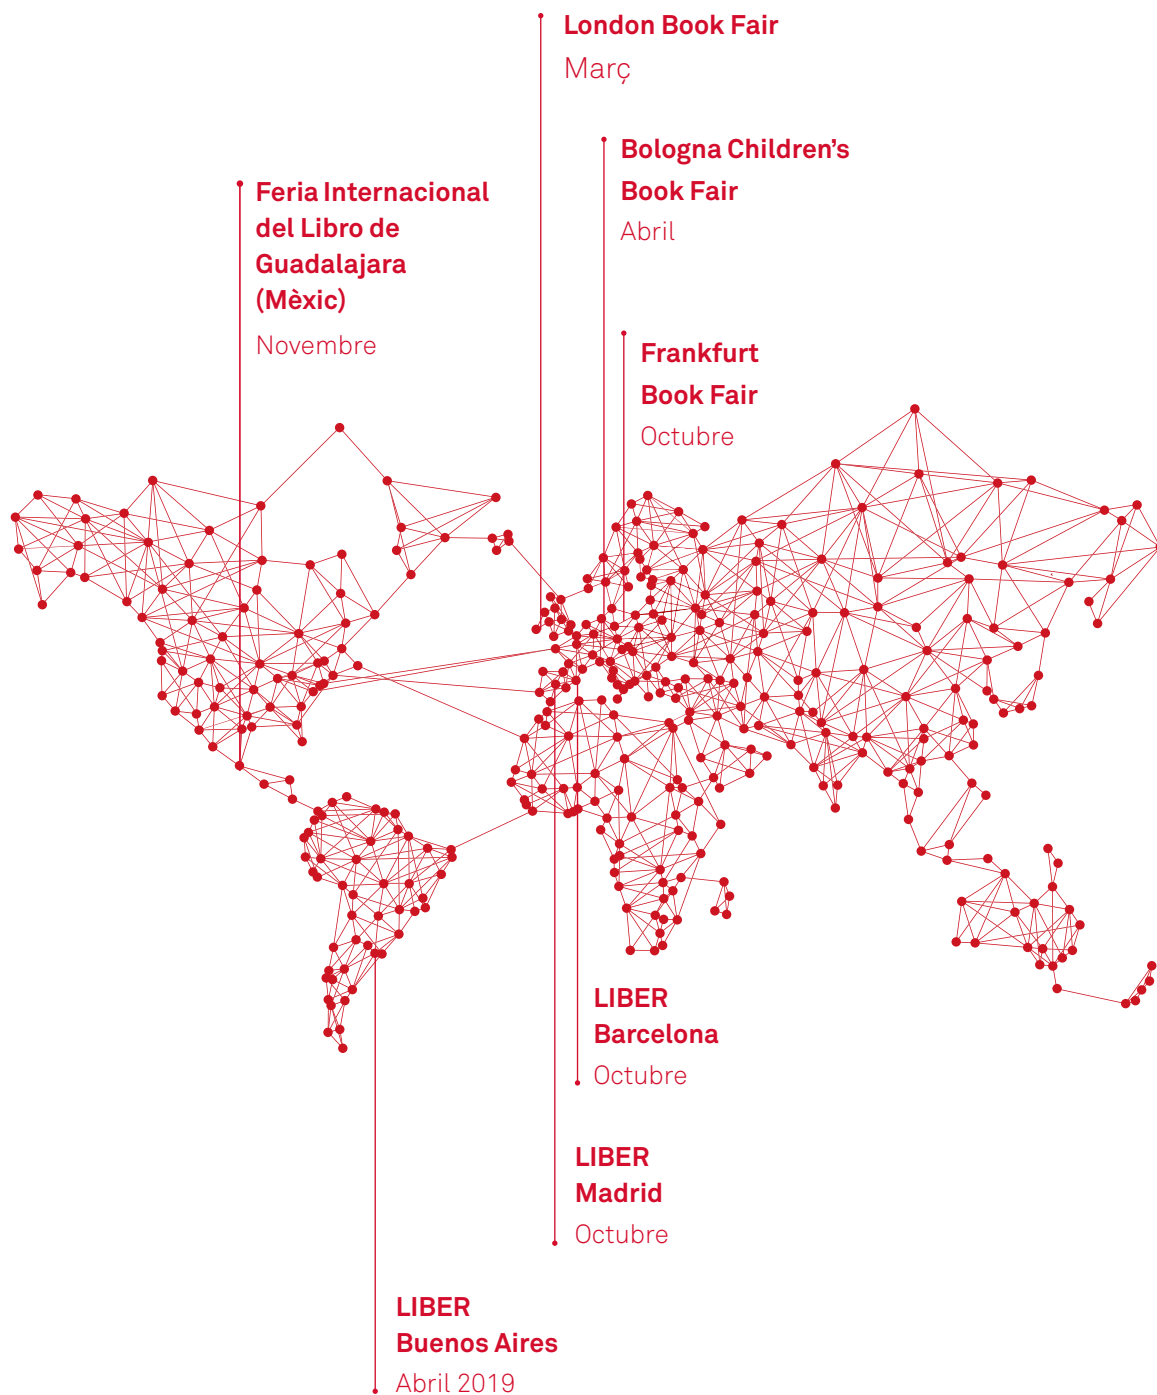 London Book Fair
Març
Bologna Children’s
Book Fair
Abril
Feria Internacional
del Libro de
Guadalajara
(Mèxic)
Novembre
Frankfurt
Book Fair
Octubre
LIBER
Barcelona
Octubre
LIBER
Madrid
Octubre
LIBER
Buenos Aires
Abril 2019